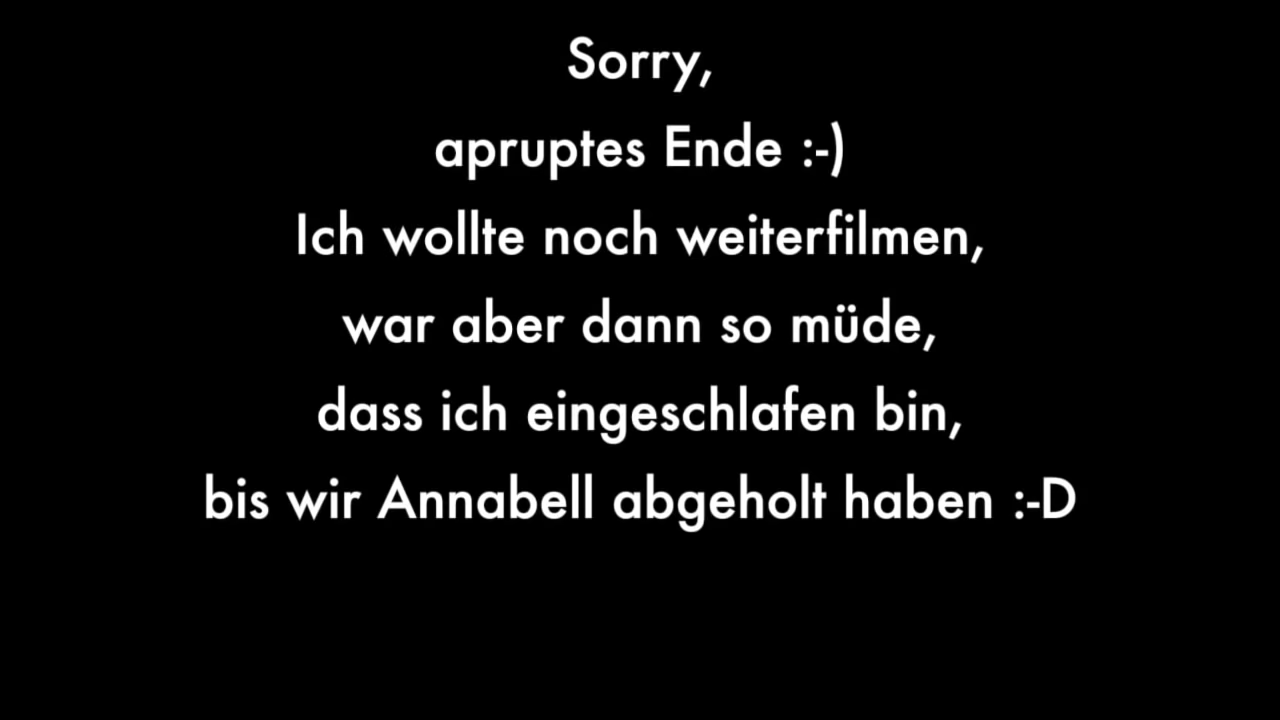 Sorry,
apruptes Ende :-)
Ich wollte noch weiterfilmen,
war aber dann so müde,
dass ich eingeschlafen bin,
bis wir Annabell abgeholt haben :-D